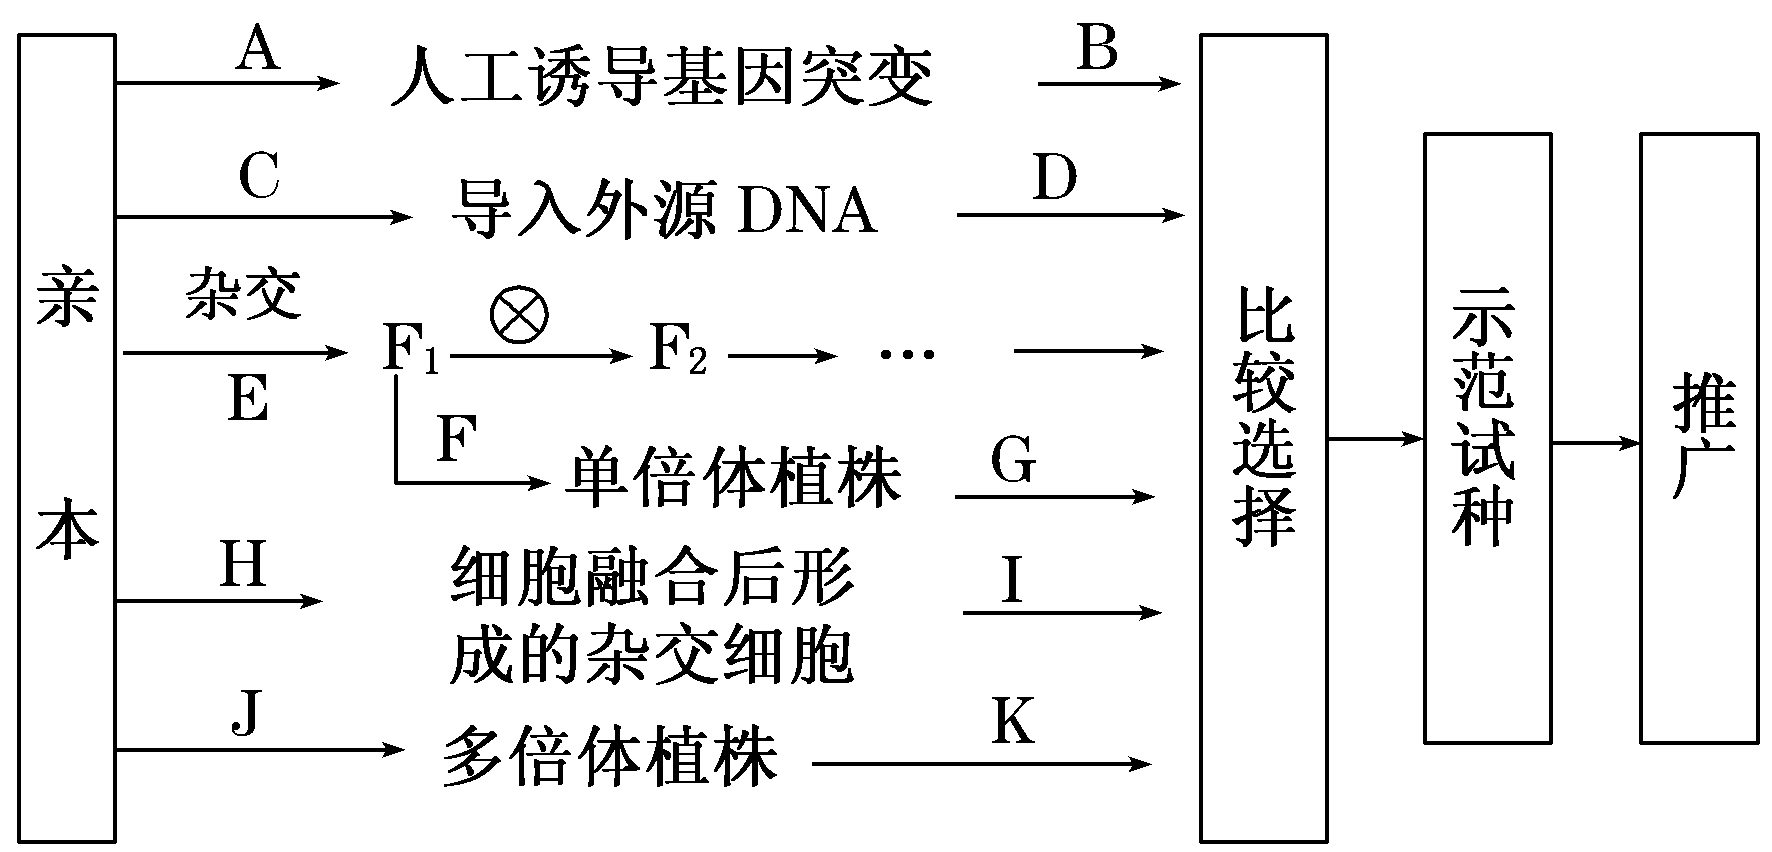 亲本
A
人工诱导基因突变
B
C
导入外源 DNA
D
杂交
E
F₁
F₂
…
F
单倍体植株
G
H
细胞融合后形
成的杂交细胞
I
J
多倍体植株
K
比较选择
示范试种
推广